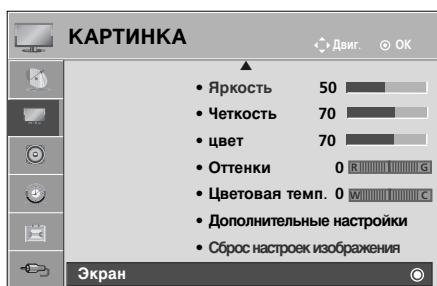 КАРТИНКА
Двиг. OK
• Яркость 50
• Четкость 70
• цвет 70
• Оттенки 0 R G
• Цветовая темп. 0 W C
• Дополнительные настройки
• Сброс настроек изображения
Экран